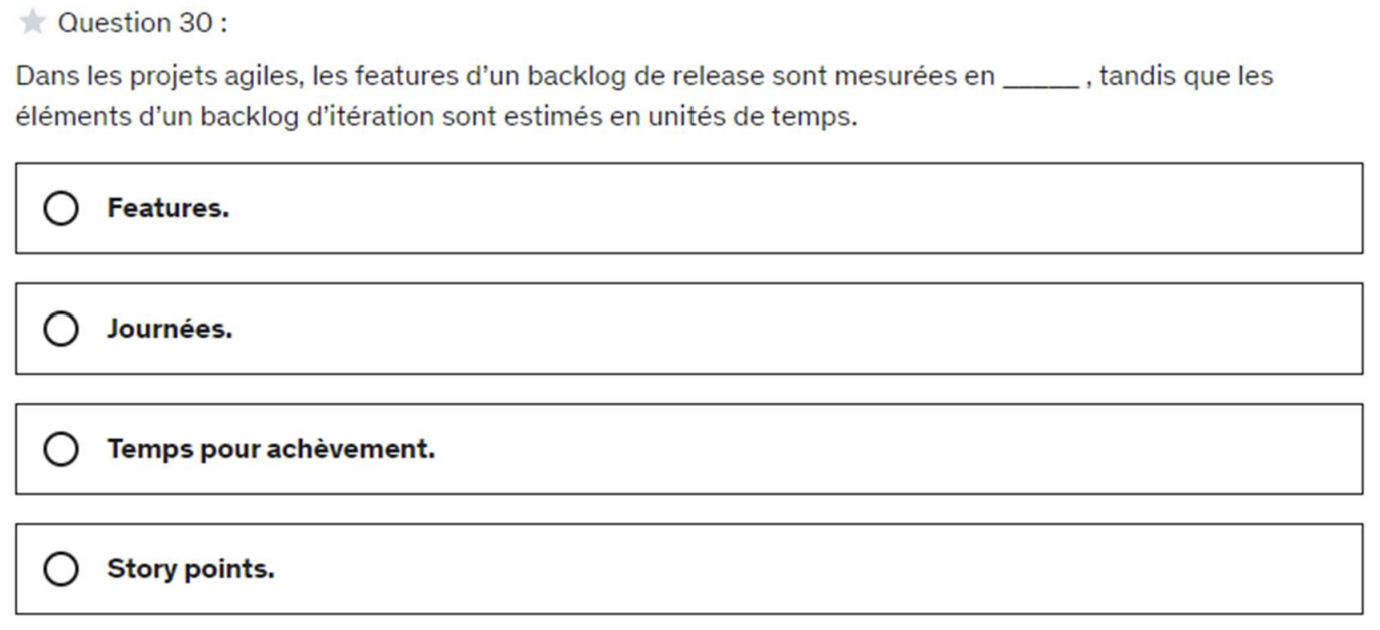 Question 30 :
Dans les projets agiles, les features d’un backlog de release sont mesurées en _____ , tandis que les
éléments d’un backlog d’itération sont estimés en unités de temps.
Features.
Journées.
Temps pour achèvement.
Story points.